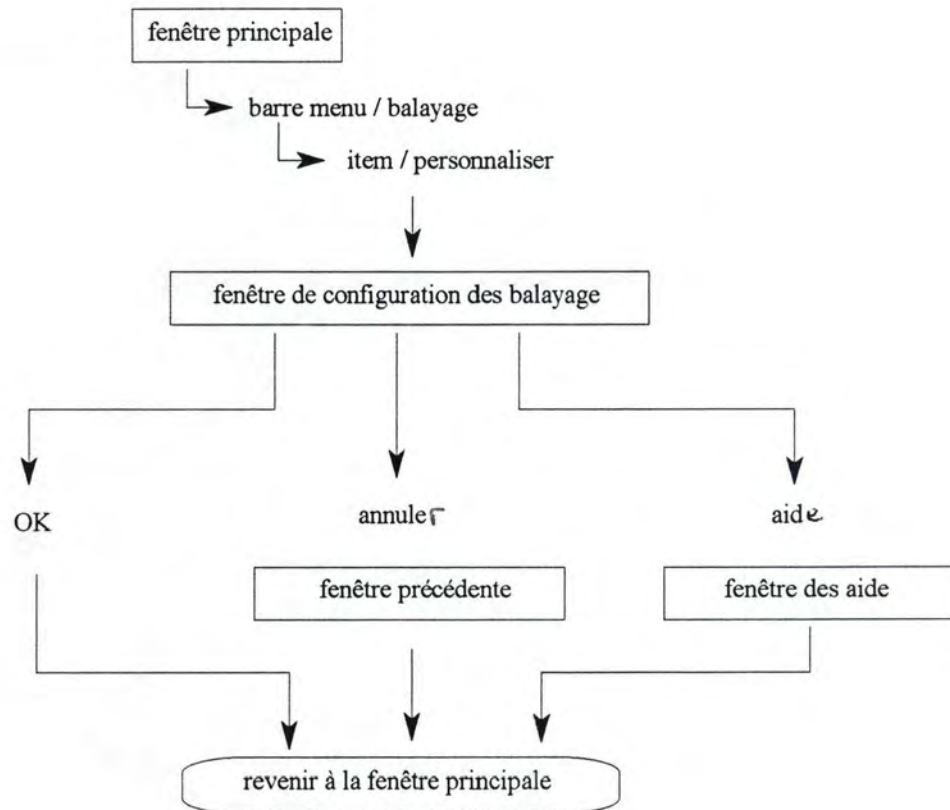 fenêtre principale
barre menu / balayage
item / personnaliser
fenêtre de configuration des balayage
OK
annuler
aide
fenêtre précédente
fenêtre des aide
revenir à la fenêtre principale